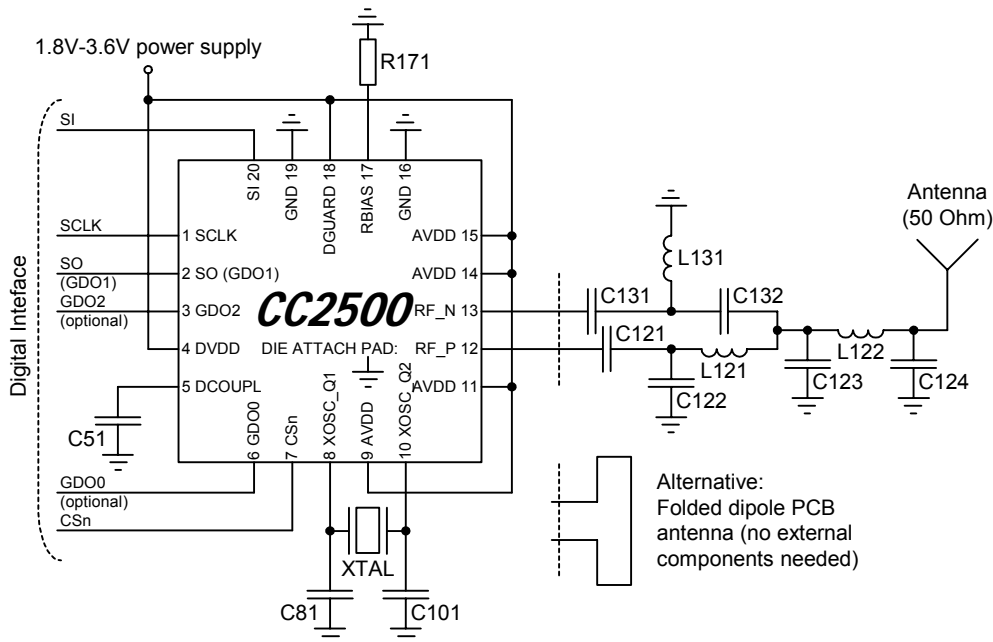 1.8V-3.6V power supply
R171
SI
SI 20
GND 19
DGUARD 18
RBIAS 17
GND 16
Antenna
(50 Ohm)
Digital Inteface
SCLK
1 SCLK
AVDD 15
L131
SO
(GDO1)
2 SO (GDO1)
AVDD 14
GDO2
(optional)
3 GDO2
CC2500
RF_N 13
C131
C132
4 DVDD
DIE ATTACH PAD:
RF_P 12
C121
L121
L122
C123
C124
5 DCOUPL
AVDD 11
C122
C51
6 GDO0
7 CSn
8 XOSC_Q1
9 AVDD
10 XOSC_Q2
GDO0
(optional)
CSn
XTAL
C81
C101
Alternative:
Folded dipole PCB
antenna (no external
components needed)